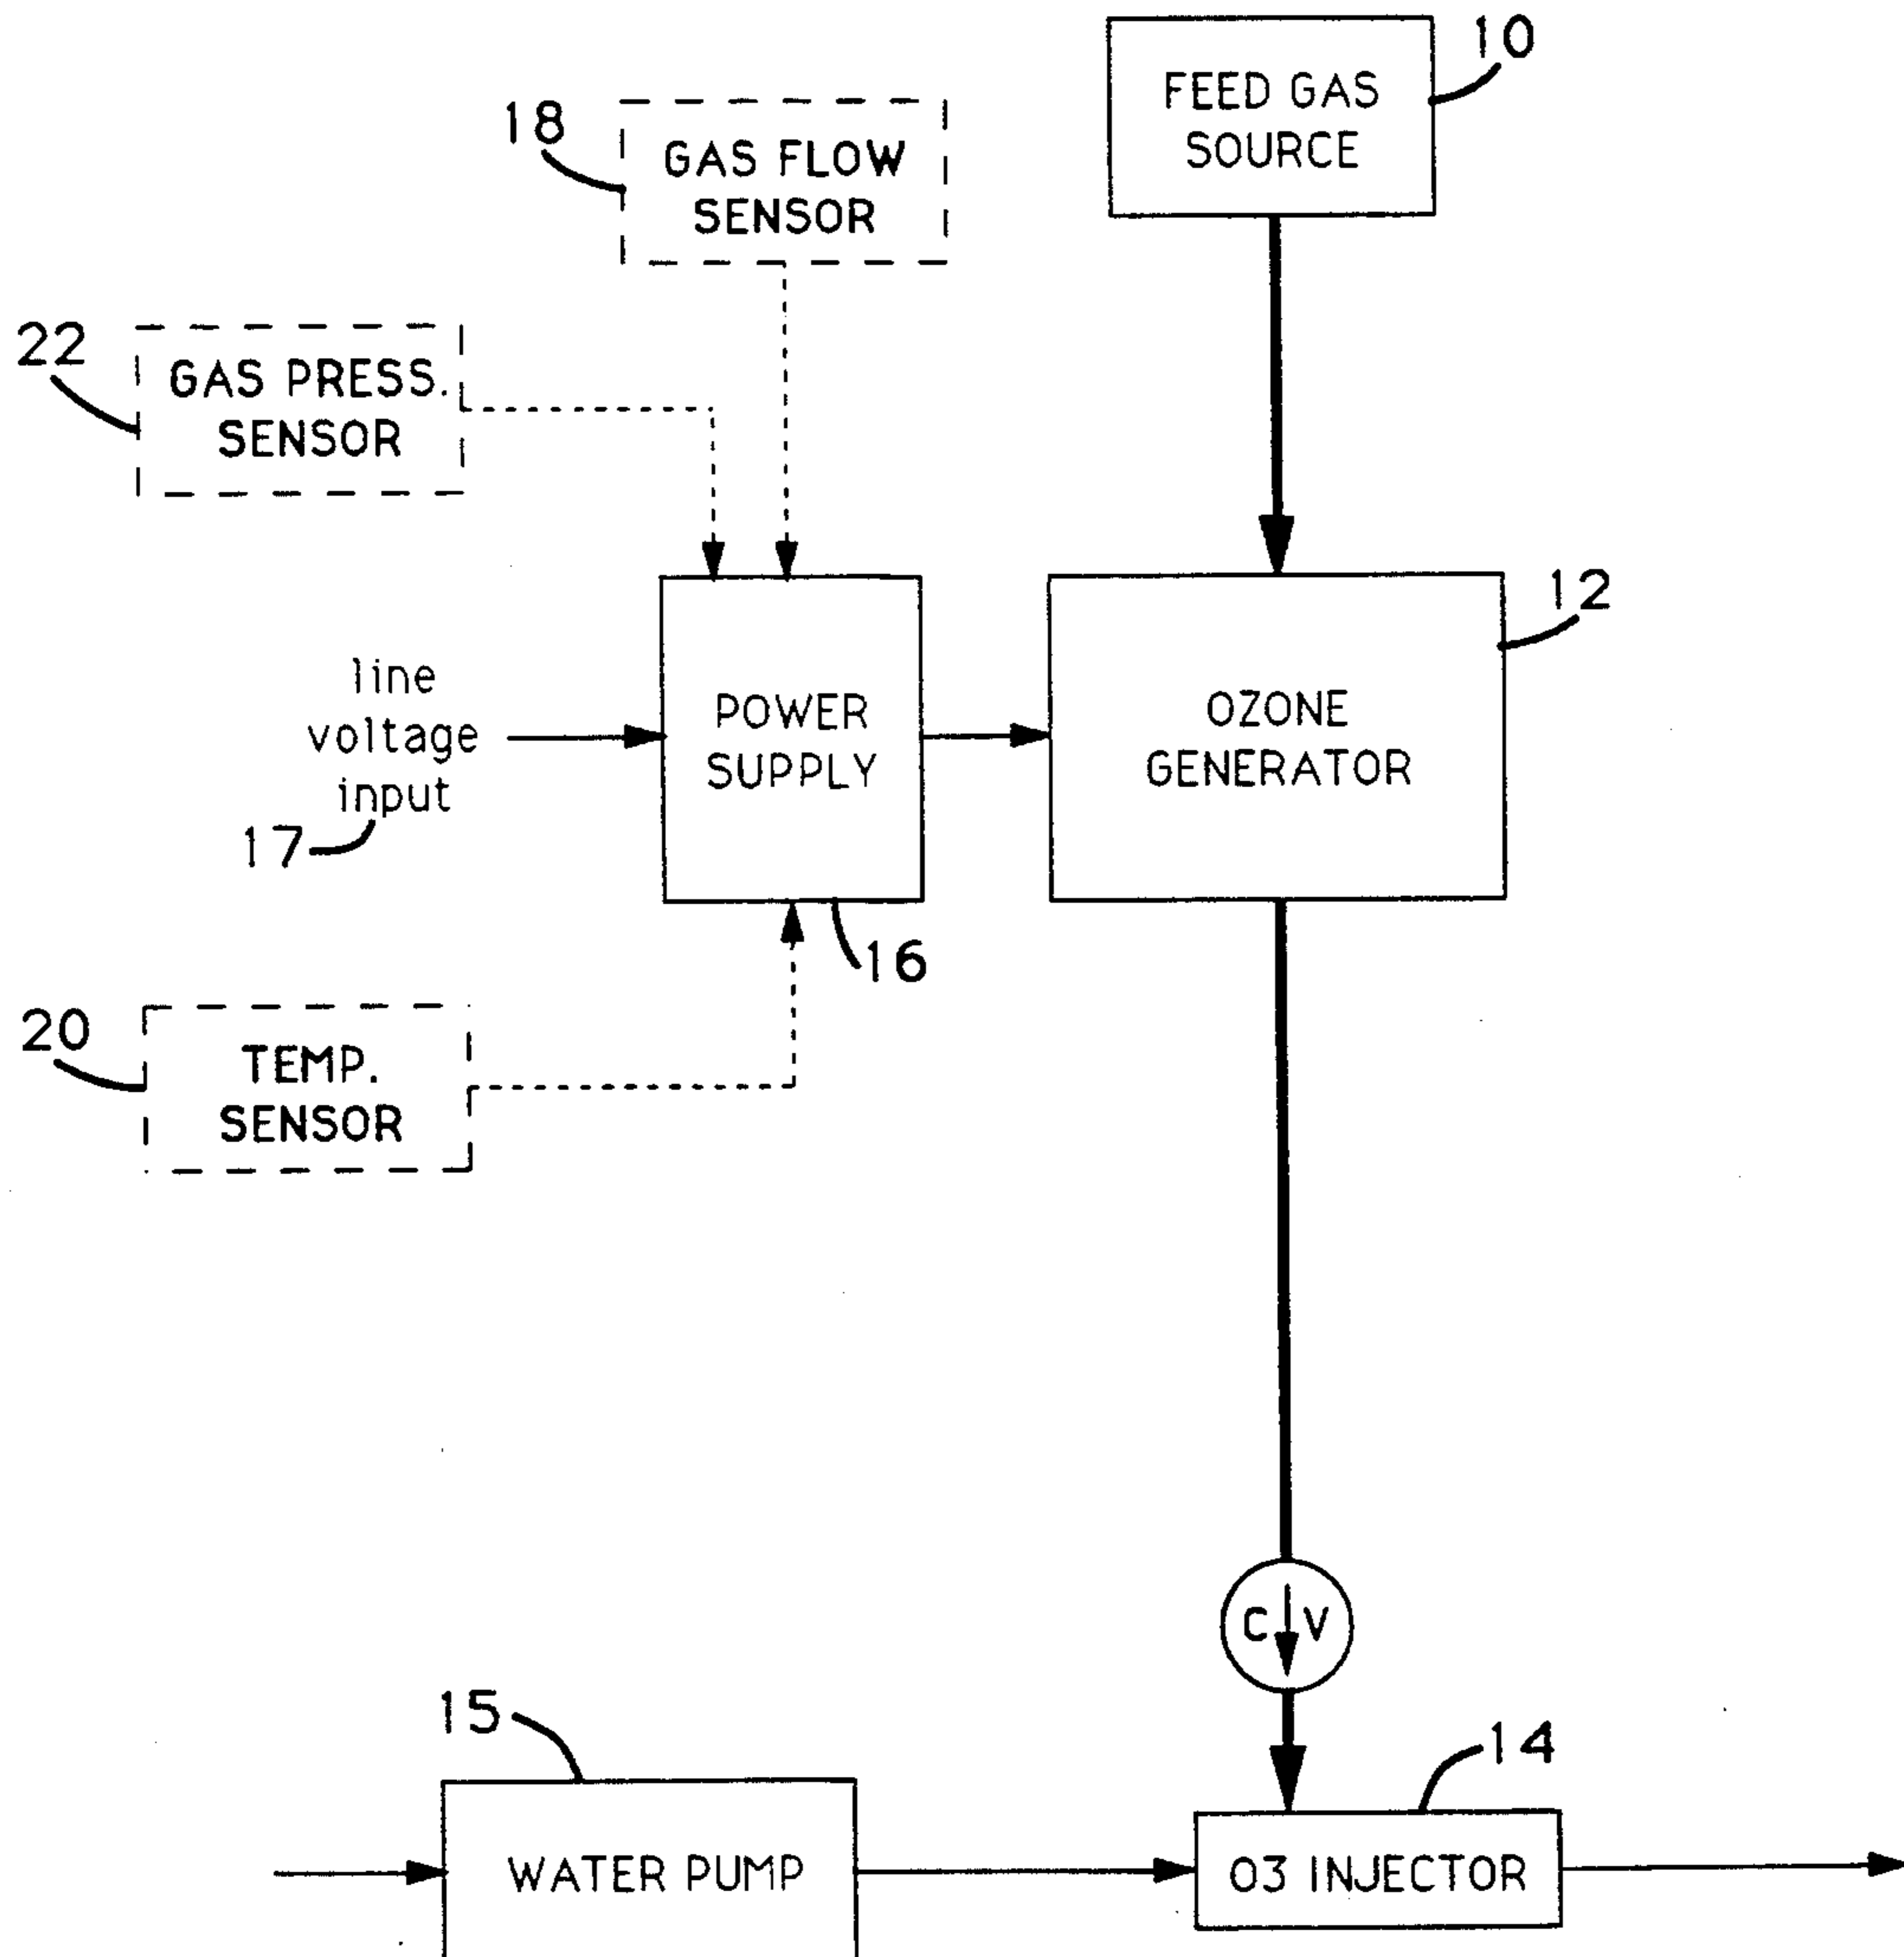 10
FEED GAS
SOURCE
18
GAS FLOW
SENSOR
22
GAS PRESS.
SENSOR
12
line
voltage
input
17
POWER
SUPPLY
16
OZONE
GENERATOR
20
TEMP.
SENSOR
C V
15
WATER PUMP
14
O3 INJECTOR